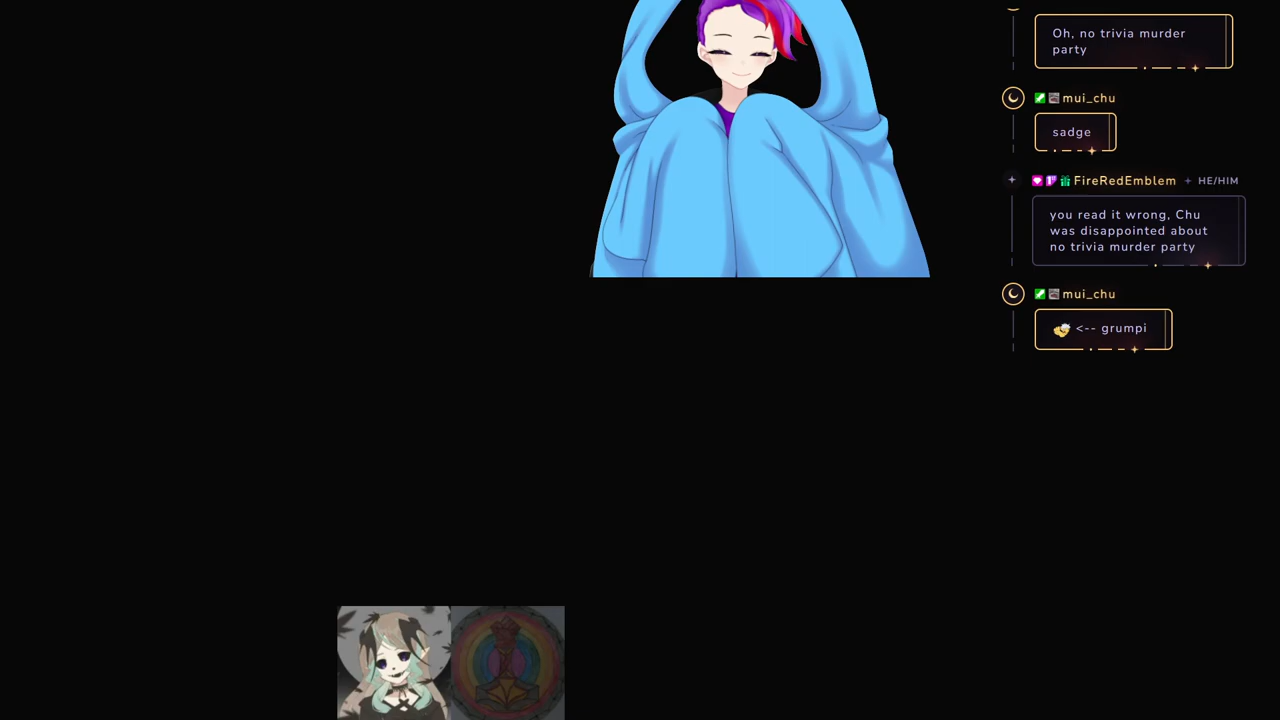 Oh, no trivia murder
party
mui_chu
sadge
FireRedEmblem + HE/HIM
you read it wrong, Chu
was disappointed about
no trivia murder party
mui_chu
<-- grumpi